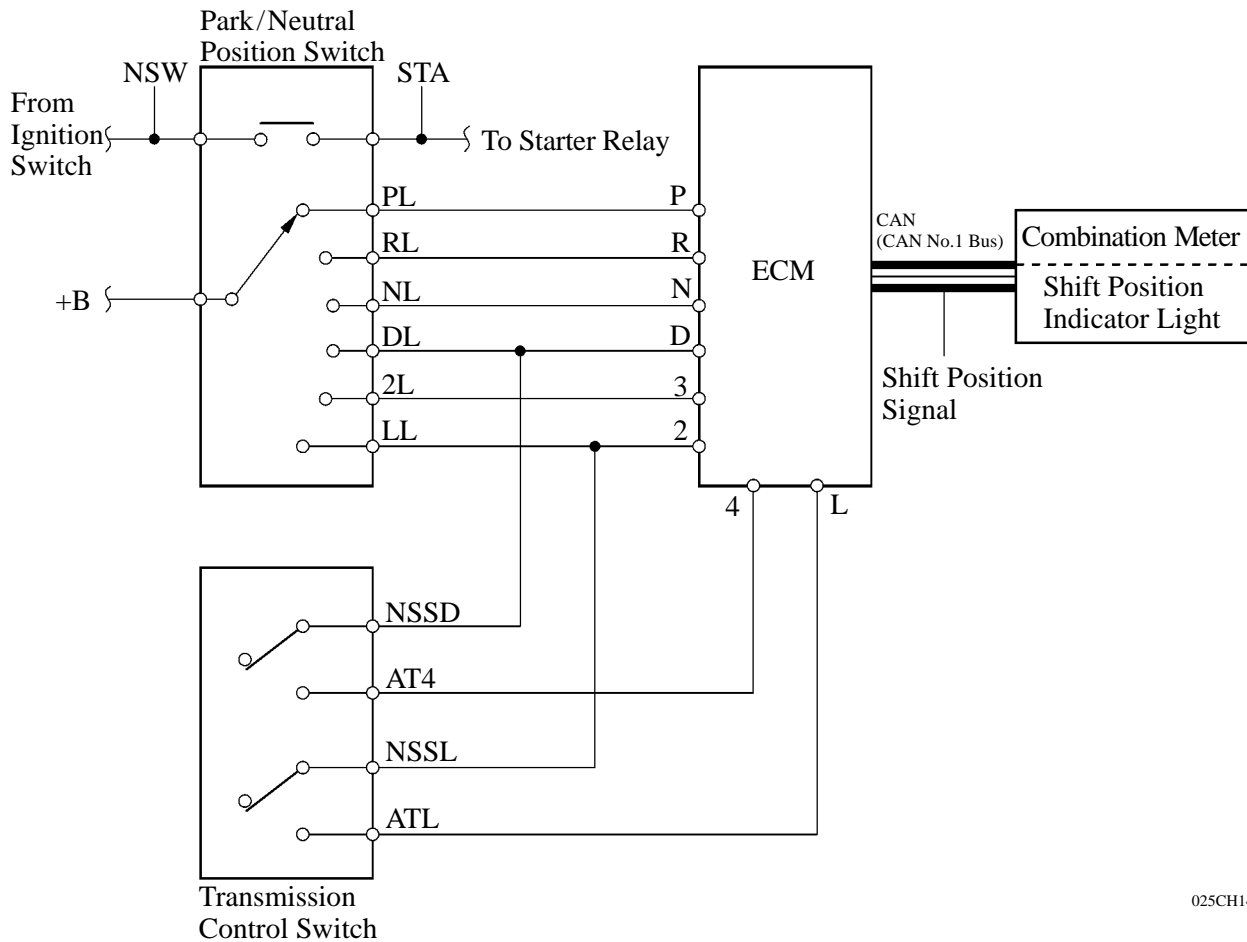 Park/Neutral
Position Switch
NSW
STA
From
Ignition
Switch
To Starter Relay
PL
P
RL
R
NL
N
DL
D
2L
3
LL
2
+B
ECM
4
L
CAN
(CAN No.1 Bus)
Combination Meter
Shift Position
Indicator Light
Shift Position
Signal
NSSD
AT4
NSSL
ATL
Transmission
Control Switch